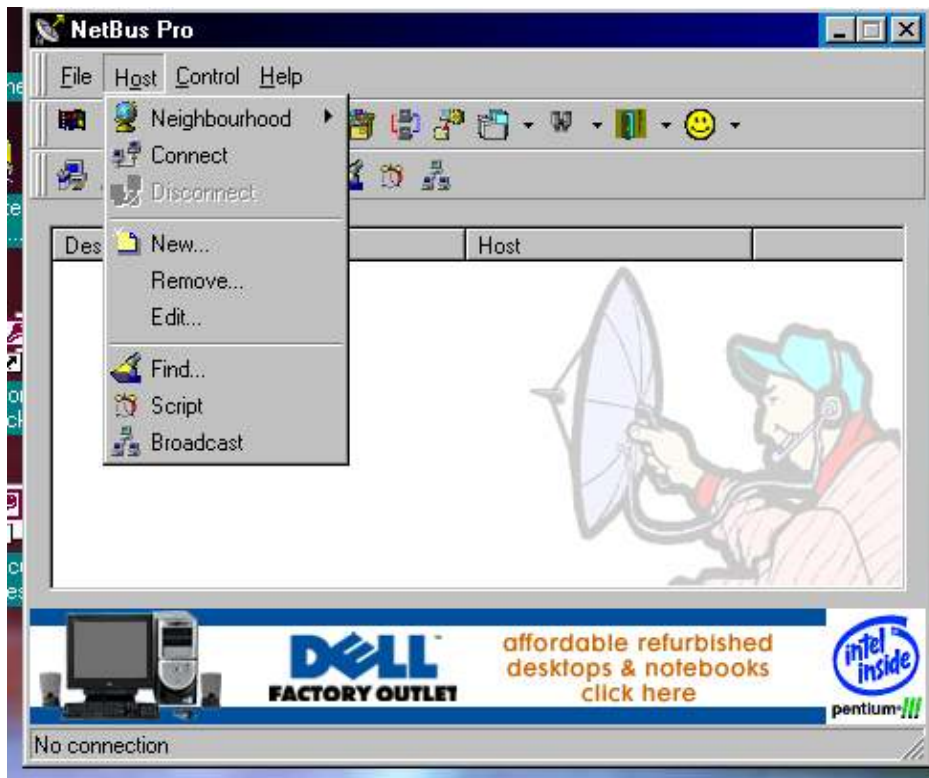 NetBus Pro
File Host Control Help
Neighbourhood
Connect
Disconnect
New...
Remove...
Edit...
Find...
Script
Broadcast
Des
Host
DELL
FACTORY OUTLET
affordable refurbished
desktops & notebooks
click here
intel
inside
pentium III
No connection